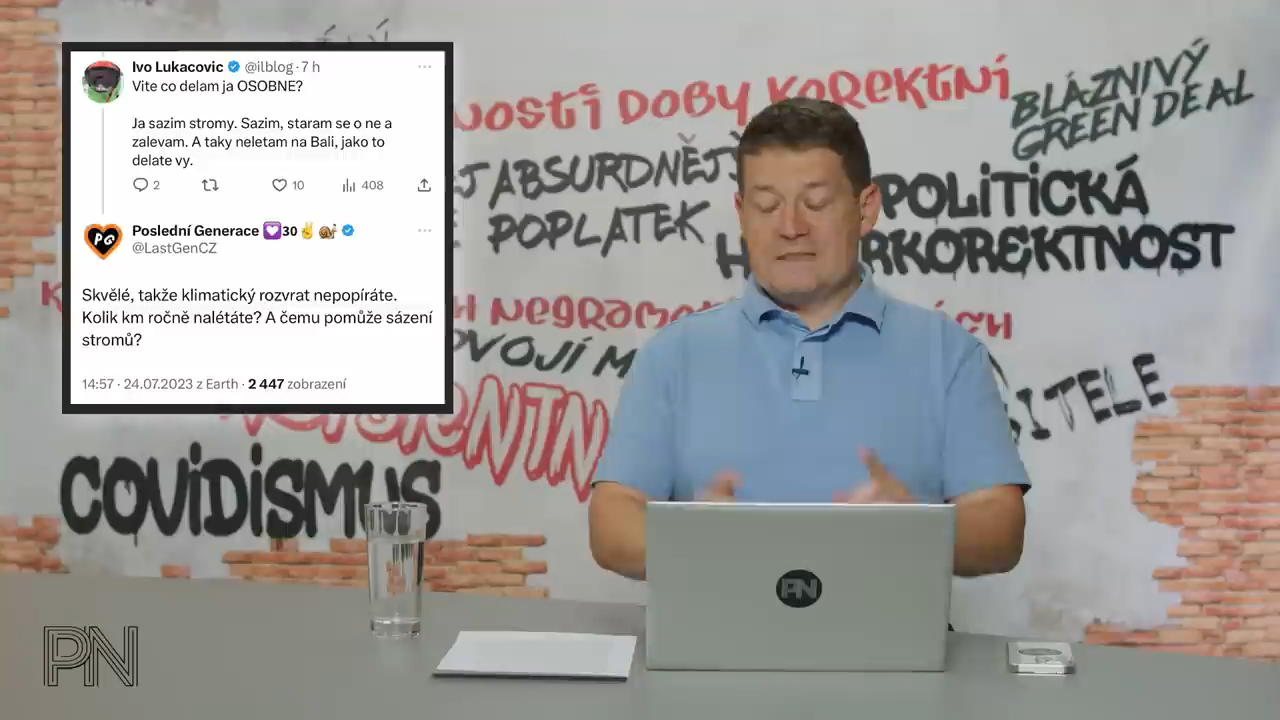 Ivo Lukacovic @ilblog · 7 h
Vite co delam ja OSOBNE?
Ja sazim stromy. Sazim, staram se o ne a
zalevam. A taky neletam na Bali, jako to
delate vy.
2 10 408
Poslední Generace 💜30✌️🐌
@LastGenCZ
Skvělé, takže klimatický rozvrat nepopíráte.
Kolik km ročně nalétáte? A čemu pomůže sázení
stromů?
14:57 · 24.07.2023 z Earth · 2 447 zobrazení
DOBY KOREKTNÍ
BLÁZNIVÝ
GREEN DEAL
POPLATEK
POLITICKÁ
COVIDISMUS
PN
PN